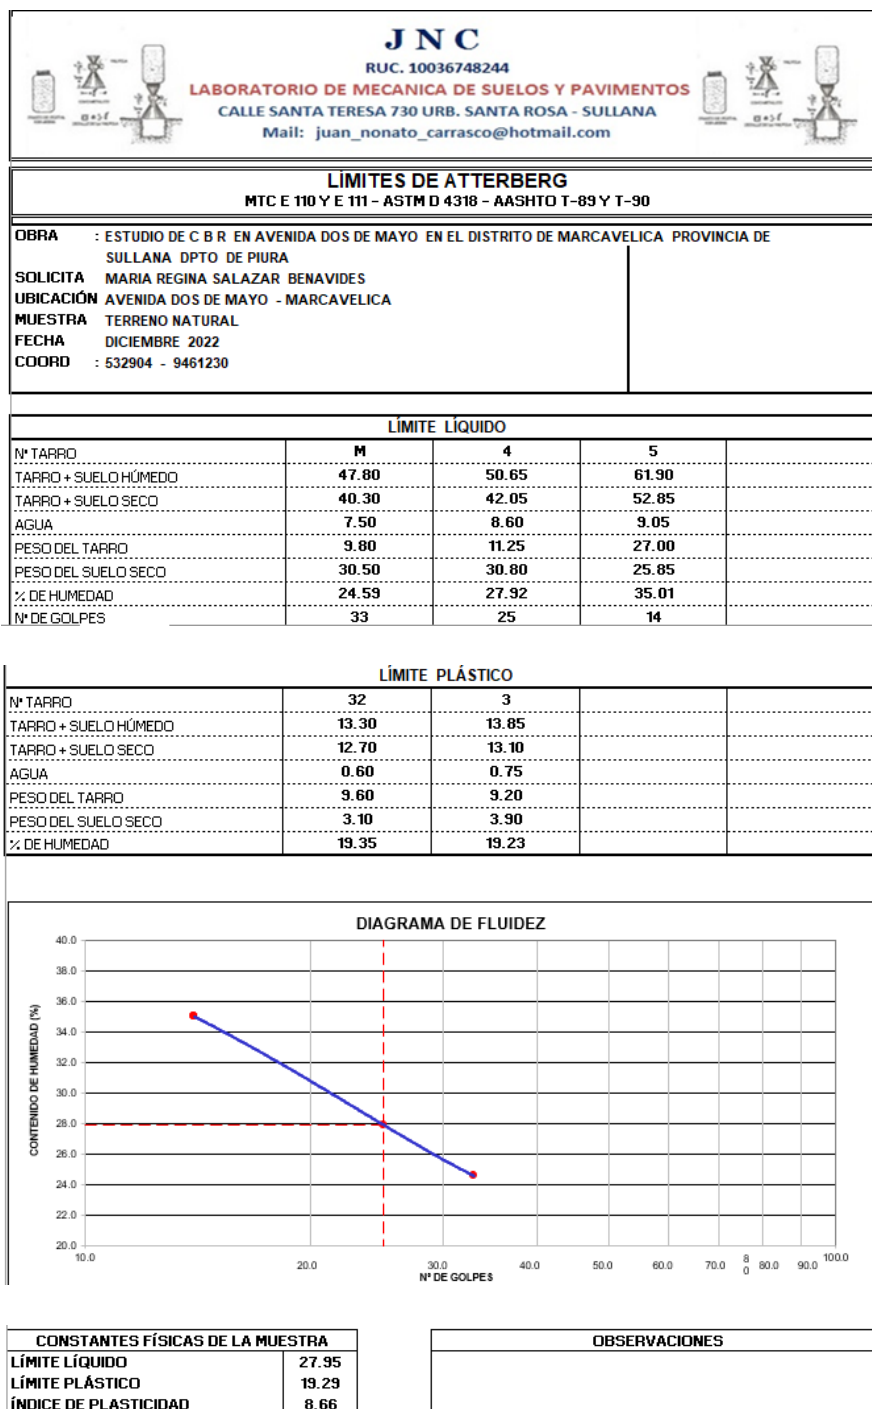 J N C
RUC. 10036748244
LABORATORIO DE MECANICA DE SUELOS Y PAVIMENTOS
CALLE SANTA TERESA 730 URB. SANTA ROSA - SULLANA
Mail: juan_nonato_carrasco@hotmail.com
LÍMITES DE ATTERBERG
MTC E 110 Y E 111 - ASTM D 4318 - AASHTO T-89 Y T-90
OBRA : ESTUDIO DE C B R EN AVENIDA DOS DE MAYO EN EL DISTRITO DE MARCAVELICA PROVINCIA DE
SULLANA DPTO DE PIURA
SOLICITA MARIA REGINA SALAZAR BENAVIDES
UBICACIÓN AVENIDA DOS DE MAYO - MARCAVELICA
MUESTRA TERRENO NATURAL
FECHA DICIEMBRE 2022
COORD : 532904 - 9461230
LÍMITE LÍQUIDO
Nº TARRO M 4 5
TARRO + SUELO HÚMEDO 47.80 50.65 61.90
TARRO + SUELO SECO 40.30 42.05 52.85
AGUA 7.50 8.60 9.05
PESO DEL TARRO 9.80 11.25 27.00
PESO DEL SUELO SECO 30.50 30.80 25.85
% DE HUMEDAD 24.59 27.92 35.01
Nº DE GOLPES 33 25 14
LÍMITE PLÁSTICO
Nº TARRO 32 3
TARRO + SUELO HÚMEDO 13.30 13.85
TARRO + SUELO SECO 12.70 13.10
AGUA 0.60 0.75
PESO DEL TARRO 9.60 9.20
PESO DEL SUELO SECO 3.10 3.90
% DE HUMEDAD 19.35 19.23
DIAGRAMA DE FLUIDEZ
CONTENIDO DE HUMEDAD (%)
40.0
38.0
36.0
34.0
32.0
30.0
28.0
26.0
24.0
22.0
20.0
10.0 20.0 30.0 40.0 50.0 60.0 70.0 80 80.0 90.0 100.0
Nº DE GOLPES
CONSTANTES FÍSICAS DE LA MUESTRA
LÍMITE LÍQUIDO 27.95
LÍMITE PLÁSTICO 19.29
ÍNDICE DE PLASTICIDAD 8.66
OBSERVACIONES